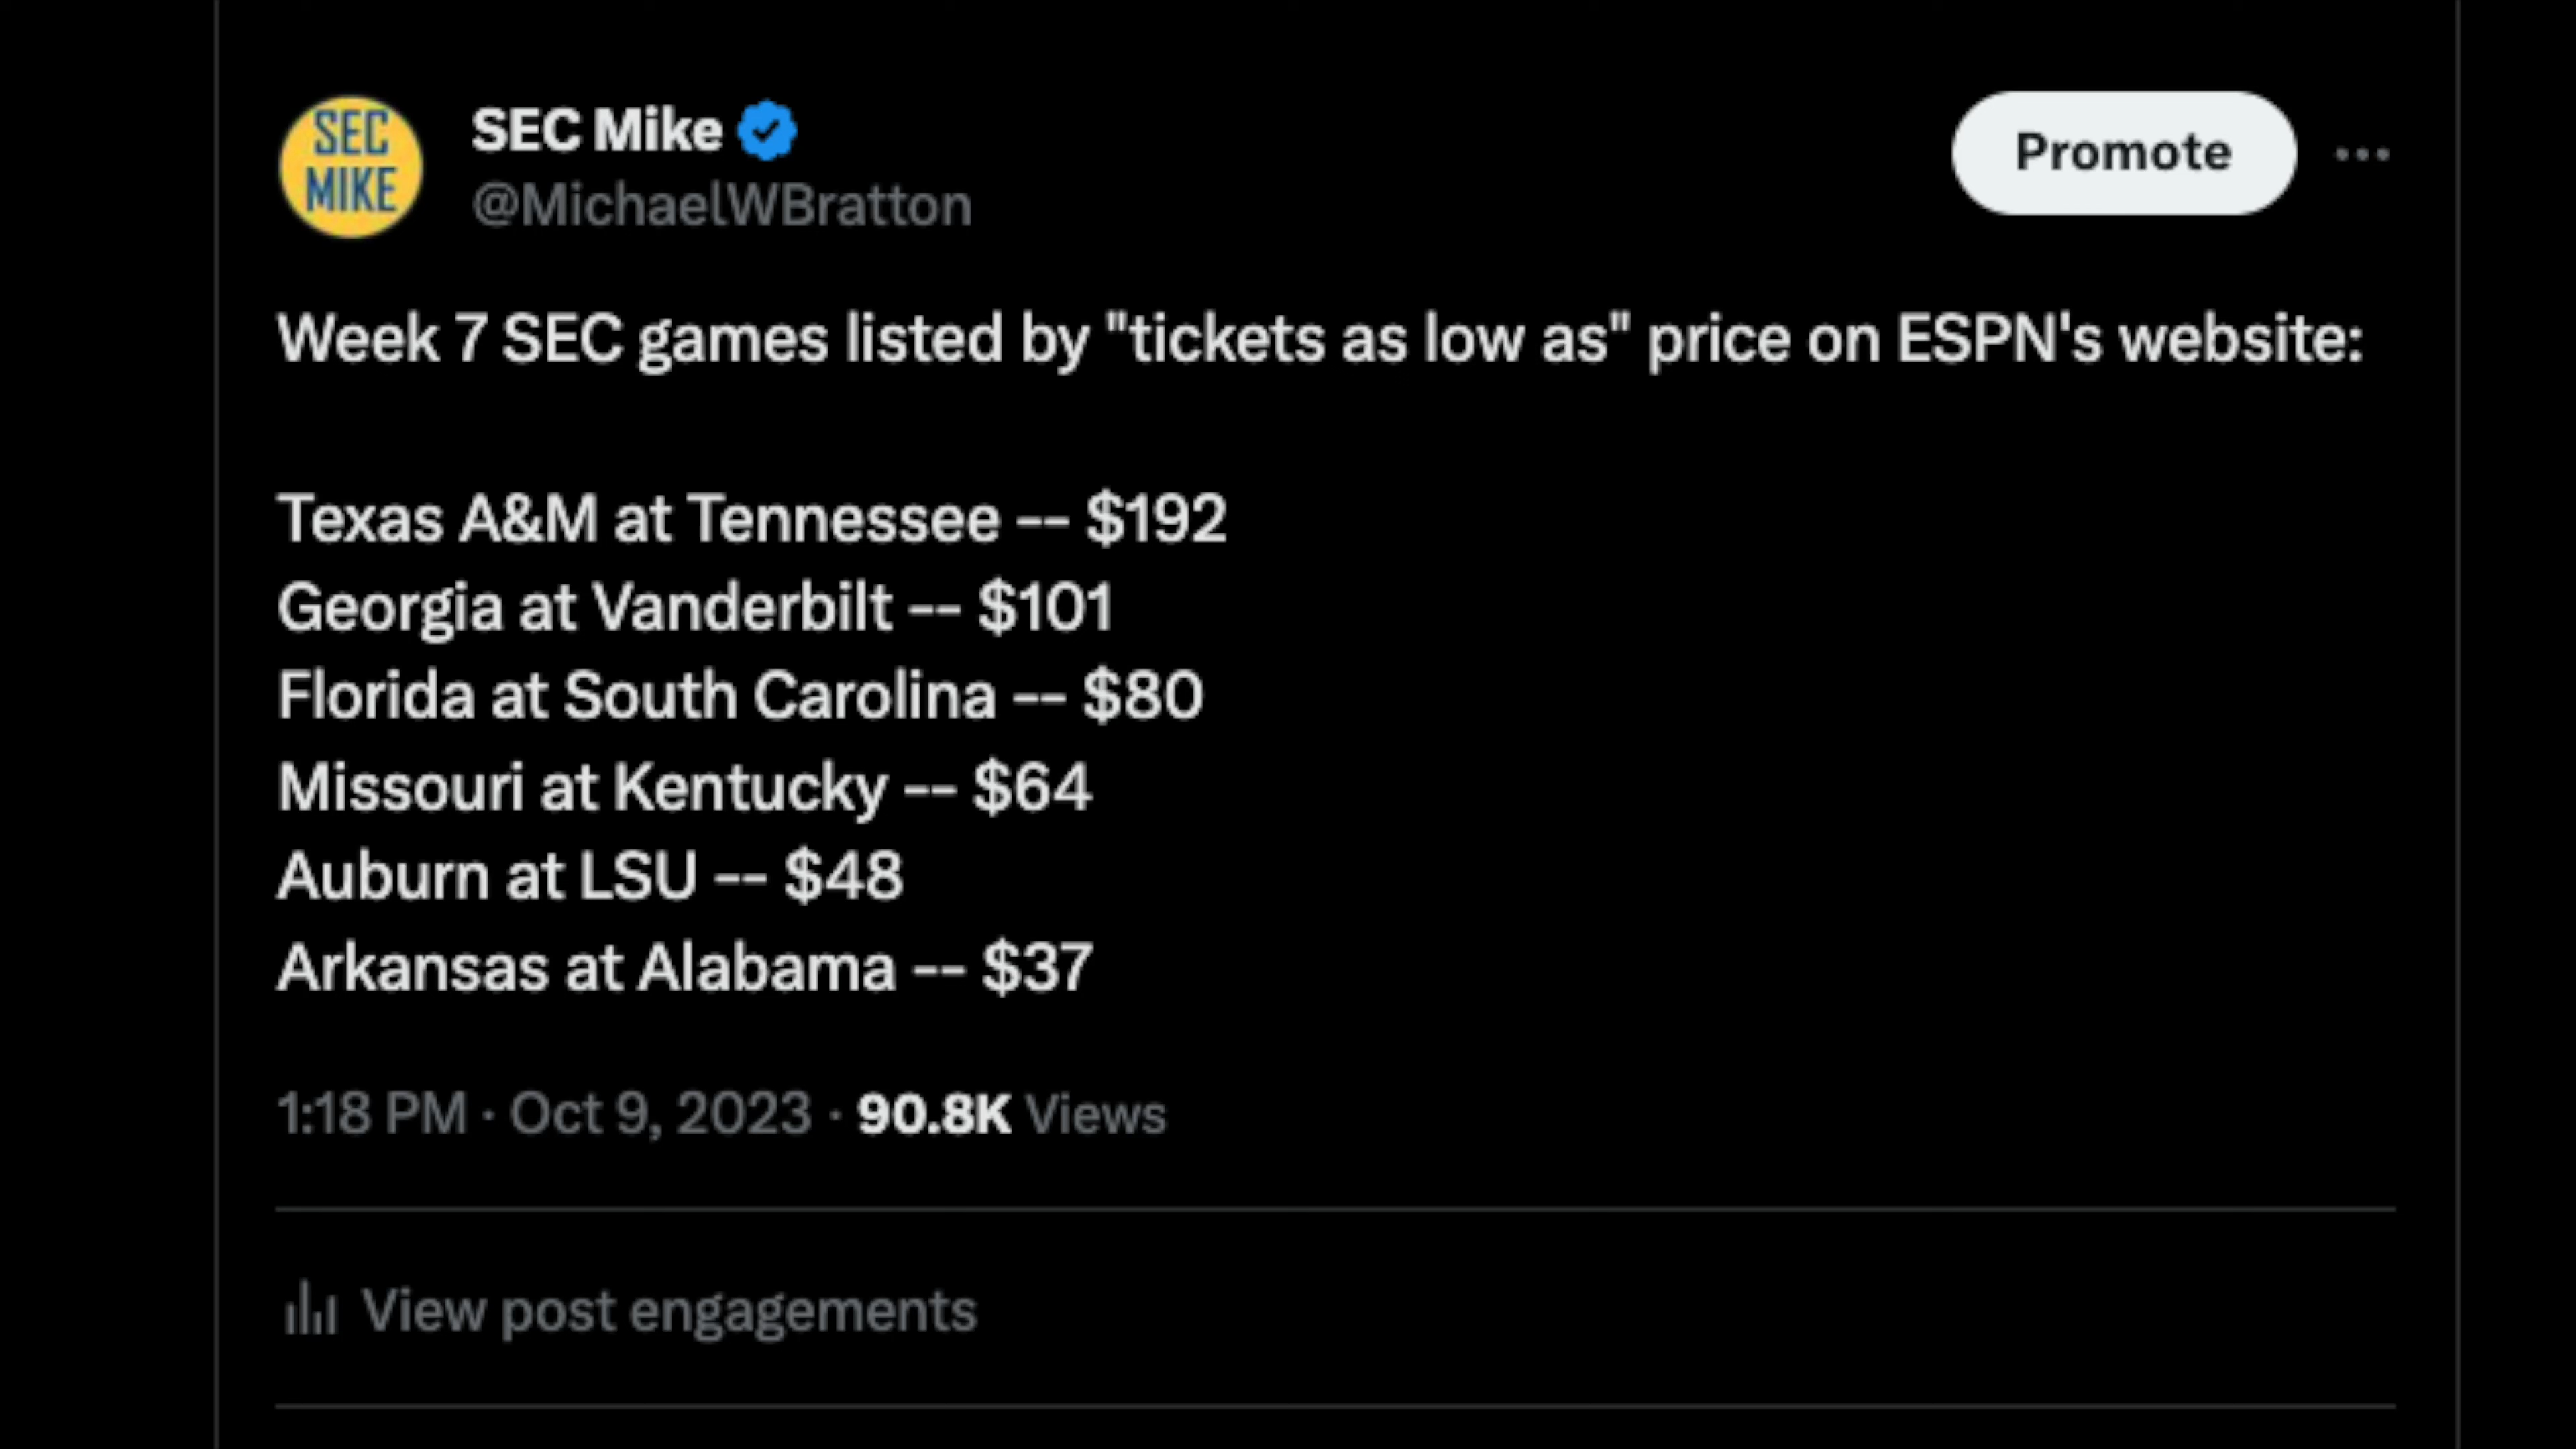 SEC
MIKE
SEC Mike
@MichaelWBratton
Promote
Week 7 SEC games listed by "tickets as low as" price on ESPN's website:
Texas A&M at Tennessee -- $192
Georgia at Vanderbilt -- $101
Florida at South Carolina -- $80
Missouri at Kentucky -- $64
Auburn at LSU -- $48
Arkansas at Alabama -- $37
1:18 PM · Oct 9, 2023 · 90.8K Views
View post engagements